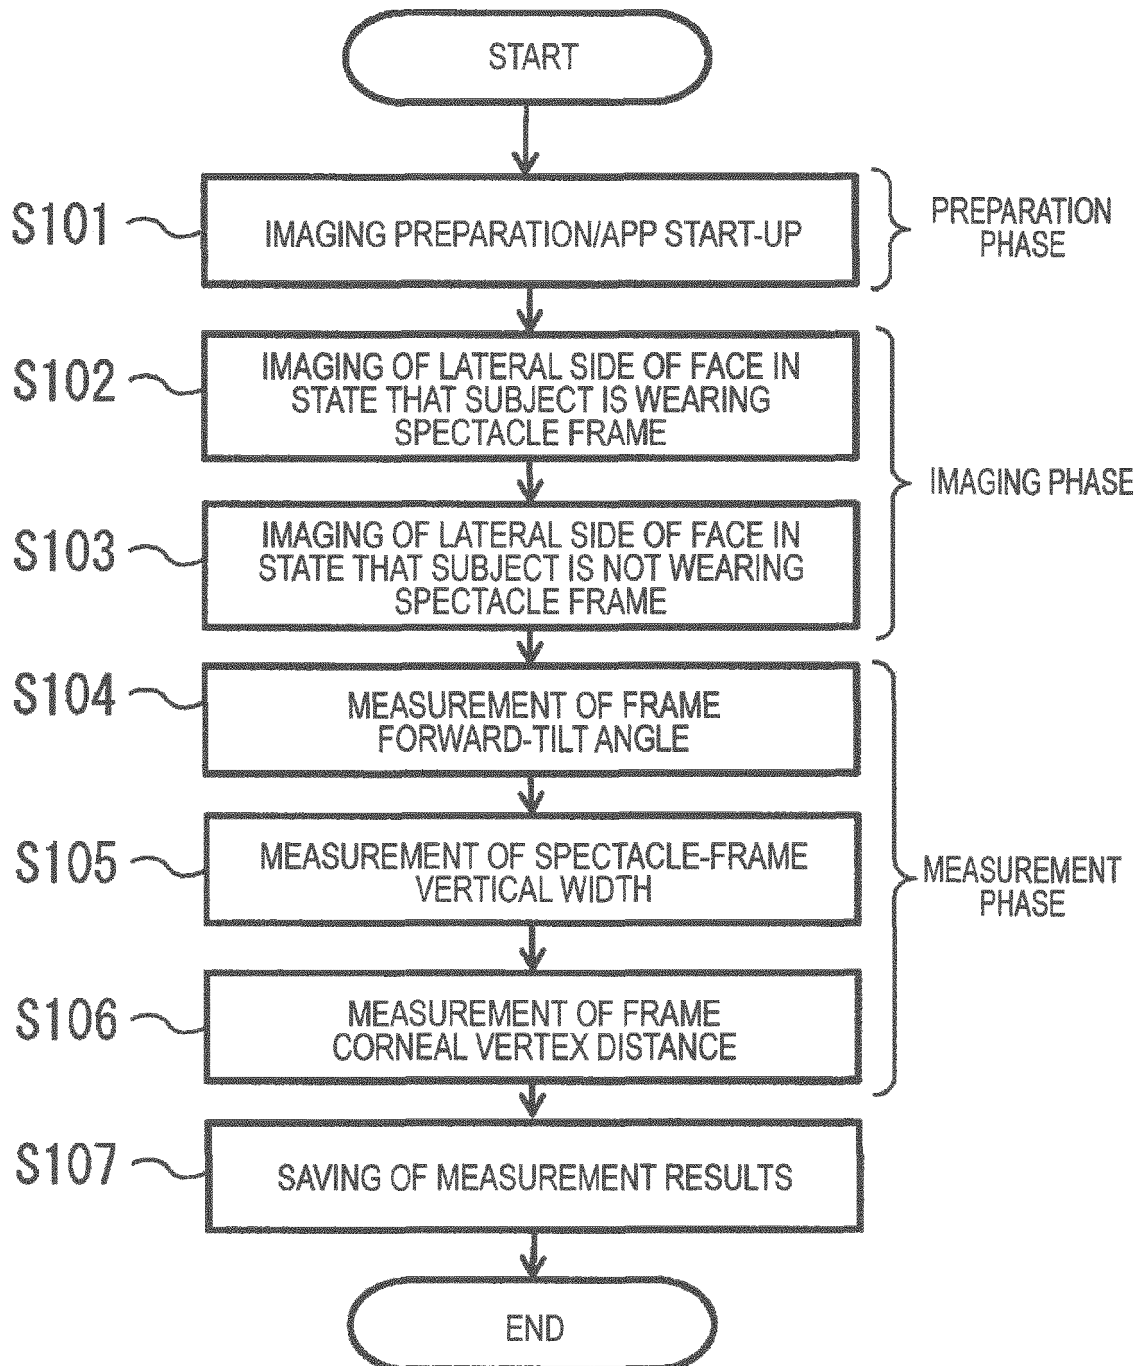 START
S101
IMAGING PREPARATION/APP START-UP
PREPARATION
PHASE
S102
IMAGING OF LATERAL SIDE OF FACE IN
STATE THAT SUBJECT IS WEARING
SPECTACLE FRAME
IMAGING PHASE
S103
IMAGING OF LATERAL SIDE OF FACE IN
STATE THAT SUBJECT IS NOT WEARING
SPECTACLE FRAME
S104
MEASUREMENT OF FRAME
FORWARD-TILT ANGLE
S105
MEASUREMENT OF SPECTACLE-FRAME
VERTICAL WIDTH
MEASUREMENT
PHASE
S106
MEASUREMENT OF FRAME
CORNEAL VERTEX DISTANCE
S107
SAVING OF MEASUREMENT RESULTS
END